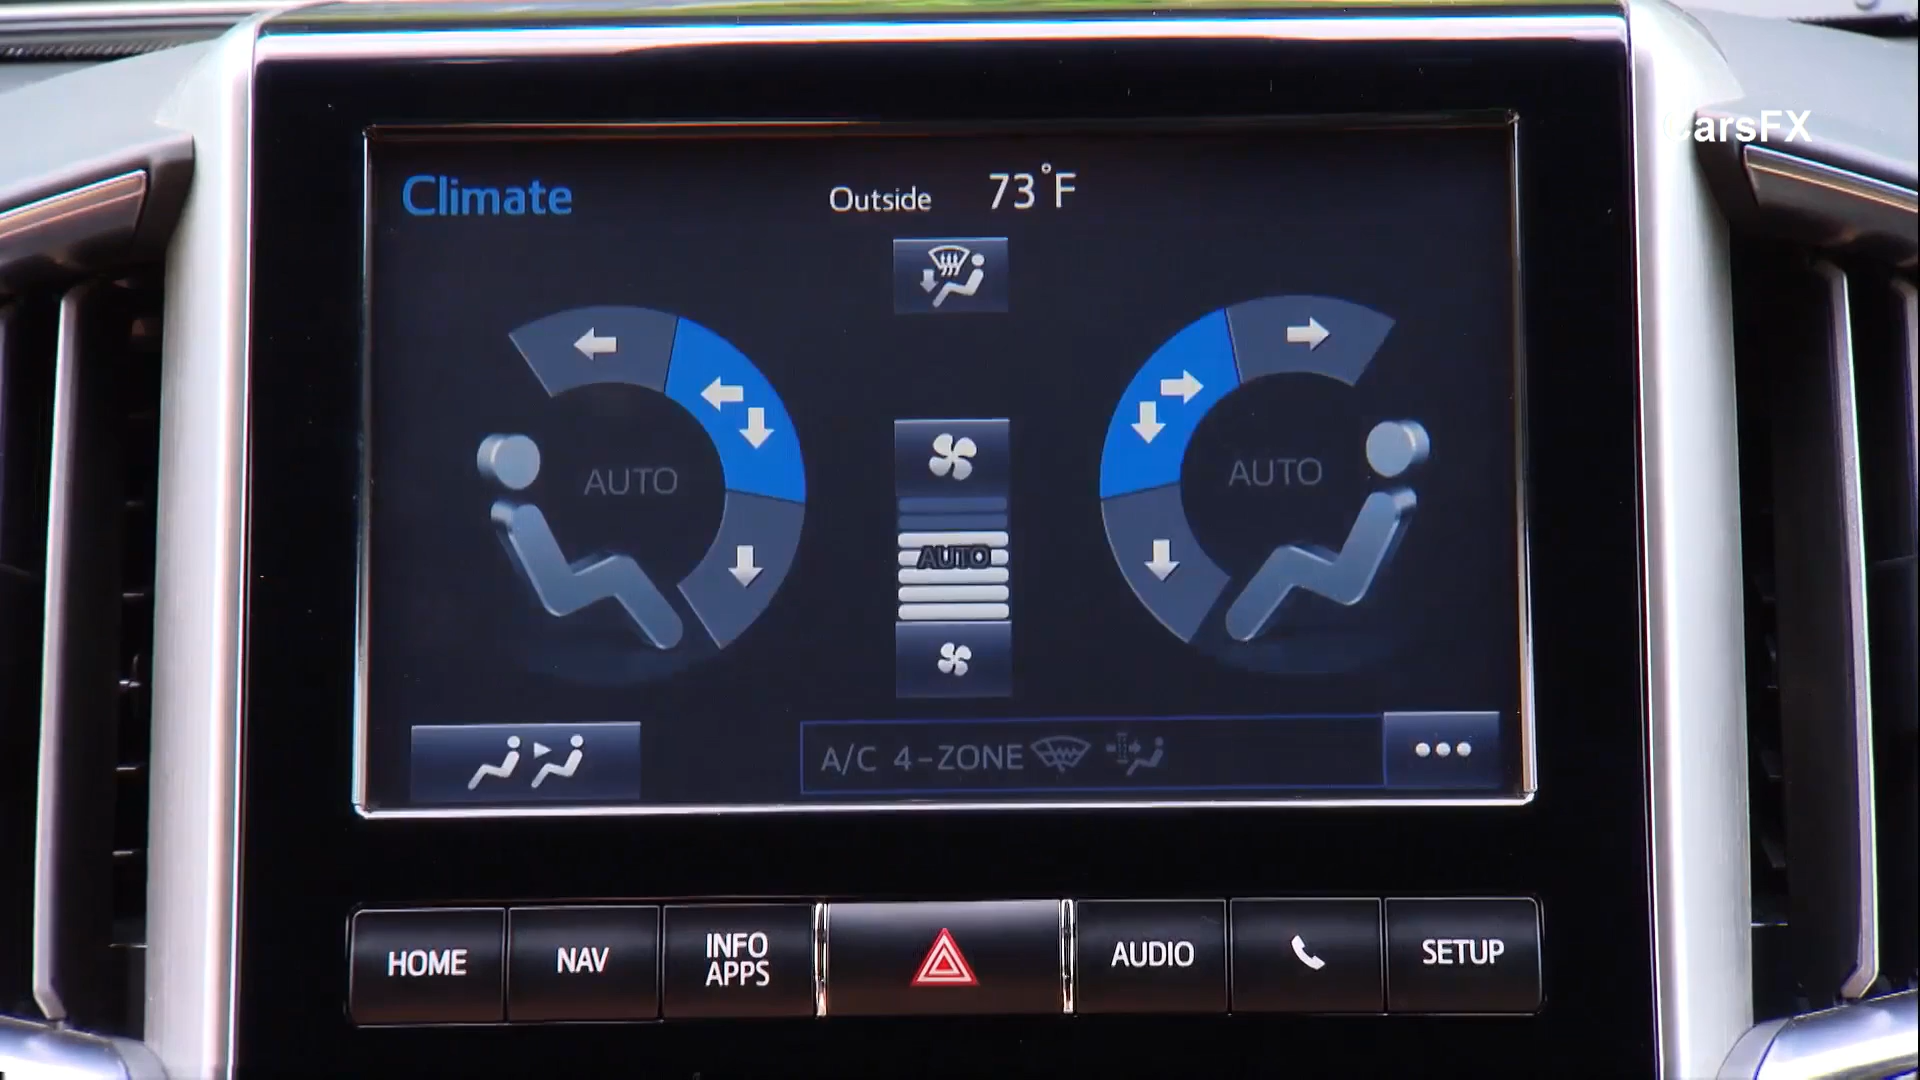 CarsFX
Climate
Outside 73°F
AUTO
AUTO
AUTO
A/C 4-ZONE
HOME
NAV
INFO
APPS
AUDIO
SETUP